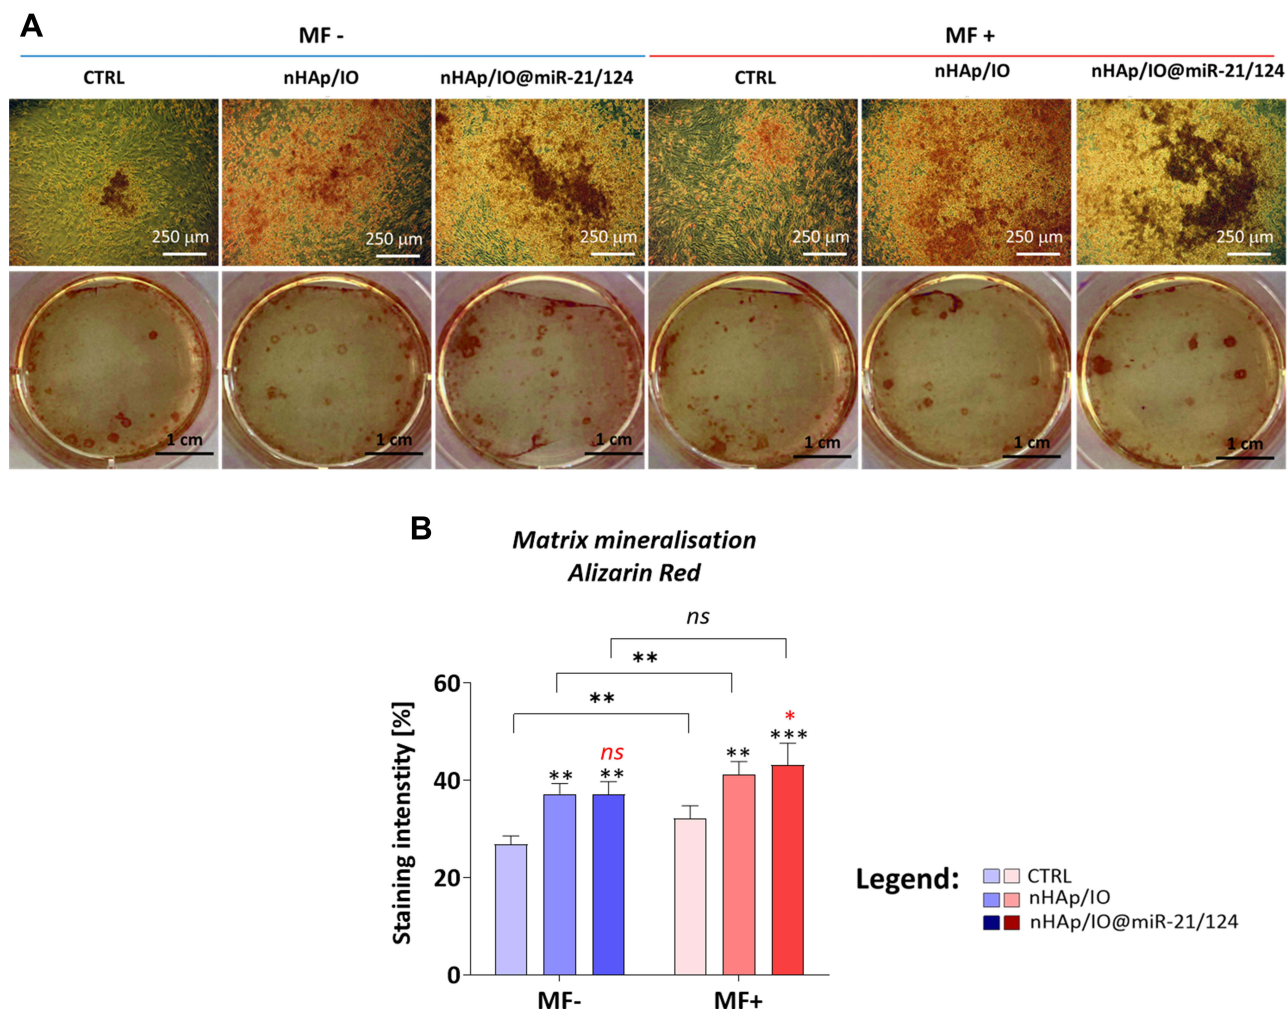 A
MF - MF +
CTRL nHAp/IO nHAp/IO@miR-21/124 CTRL nHAp/IO nHAp/IO@miR-21/124
250 µm 250 µm 250 µm 250 µm 250 µm 250 µm
1 cm 1 cm 1 cm 1 cm 1 cm 1 cm
B
Matrix mineralisation
Alizarin Red
ns
**
**
60
40
20
0
Staining intenstity [%]
** ns ** ** * ***
MF- MF+
Legend:
CTRL
nHAp/IO
nHAp/IO@miR-21/124